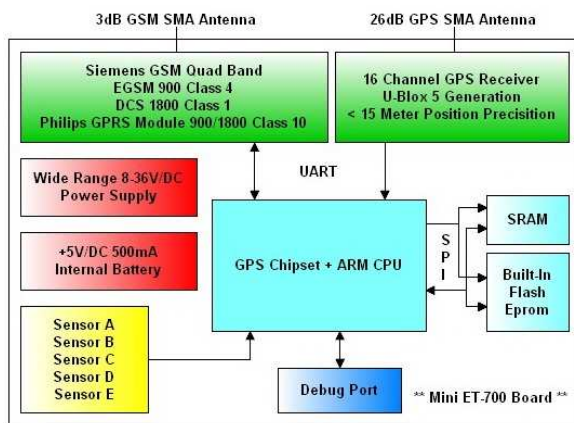 3dB GSM SMA Antenna
26dB GPS SMA Antenna
Siemens GSM Quad Band
EGSM 900 Class 4
DCS 1800 Class 1
Philips GPRS Module 900/1800 Class 10
16 Channel GPS Receiver
U-Blox 5 Generation
< 15 Meter Position Precisition
UART
Wide Range 8-36V/DC
Power Supply
+5V/DC 500mA
Internal Battery
GPS Chipset + ARM CPU
SPI
SRAM
Built-In
Flash
Eprom
Sensor A
Sensor B
Sensor C
Sensor D
Sensor E
Debug Port
** Mini ET-700 Board **